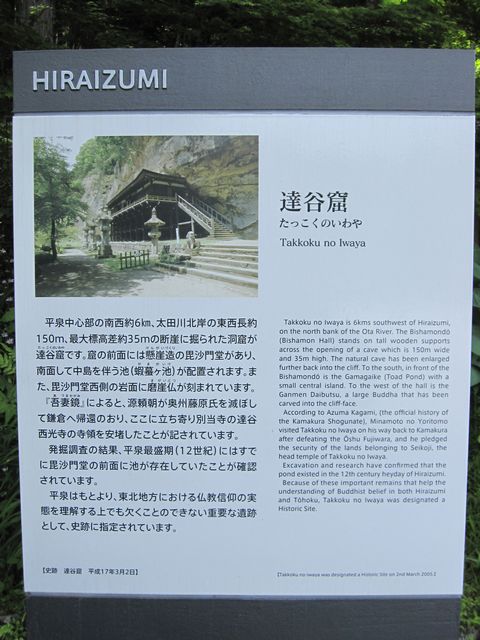 HIRAIZUMI
達谷窟
たっこくのいわや
Takkoku no Iwaya
平泉中心部の南西約6㎞、太田川北岸の東西長約
150m、最大標高差約35mの断崖に掘られた洞窟が
達谷窟です。窟の前面には懸崖造の毘沙門堂があり、
南面して中島を伴う池(蝦蟇ヶ池)が配置されます。ま
た、毘沙門堂西側の岩面に磨崖仏が刻まれています。
『吾妻鏡』によると、源頼朝が奥州藤原氏を滅ぼし
て鎌倉へ帰還のおり、ここに立ち寄り別当寺の達谷
西光寺の寺領を安堵したことが記されています。
発掘調査の結果、平泉最盛期(12世紀)にはすで
に毘沙門堂の前面に池が存在していたことが確認
されています。
平泉はもとより、東北地方における仏教信仰の実
態を理解する上でも欠くことのできない重要な遺跡
として、史跡に指定されています。
【史跡 達谷窟 平成17年3月2日】
Takkoku no Iwaya is 6kms southwest of Hiraizumi,
on the north bank of the Ota River. The Bishamondō
(Bishamon Hall) stands on tall wooden supports
across the opening of a cave which is 150m wide
and 35m high. The natural cave has been enlarged
further back into the cliff. To the south, in front of the
Bishamondō is the Gamagaike (Toad Pond) with a
small central island. To the west of the hall is the
Ganmen Daibutsu, a large Buddha that has been
carved into the cliff-face.
According to Azuma Kagami, (the official history of
the Kamakura Shogunate), Minamoto no Yoritomo
visited Takkoku no Iwaya on his way back to Kamakura
after defeating the Ōshu Fujiwara, and he pledged
the security of the lands belonging to Seikoji, the
head temple of Takkoku no Iwaya.
Excavation and research have confirmed that the
pond existed in the 12th century heyday of Hiraizumi.
Because of these important remains that help the
understanding of Buddhist belief in both Hiraizumi
and Tōhoku, Takkoku no Iwaya was designated a
Historic Site.
【Takkoku no Iwaya was designated a Historic Site on 2nd March 2005.】